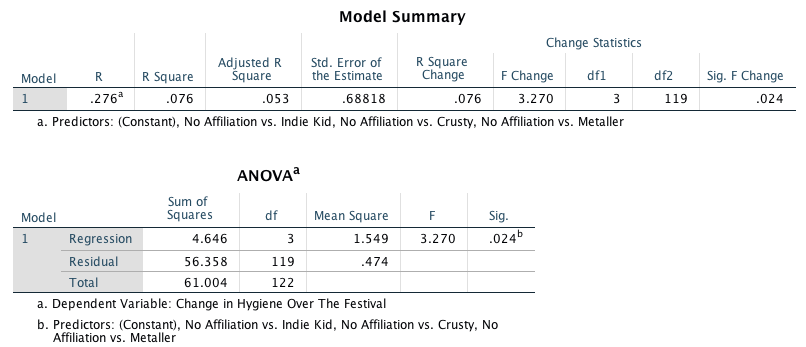 Model Summary
Change Statistics
Model R R Square Adjusted R Square Std. Error of the Estimate R Square Change F Change df1 df2 Sig. F Change
1 .276a .076 .053 .68818 .076 3.270 3 119 .024
a. Predictors: (Constant), No Affiliation vs. Indie Kid, No Affiliation vs. Crusty, No Affiliation vs. Metaller
ANOVAa
Model Sum of Squares df Mean Square F Sig.
1 Regression 4.646 3 1.549 3.270 .024b
Residual 56.358 119 .474
Total 61.004 122
a. Dependent Variable: Change in Hygiene Over The Festival
b. Predictors: (Constant), No Affiliation vs. Indie Kid, No Affiliation vs. Crusty, No
Affiliation vs. Metaller